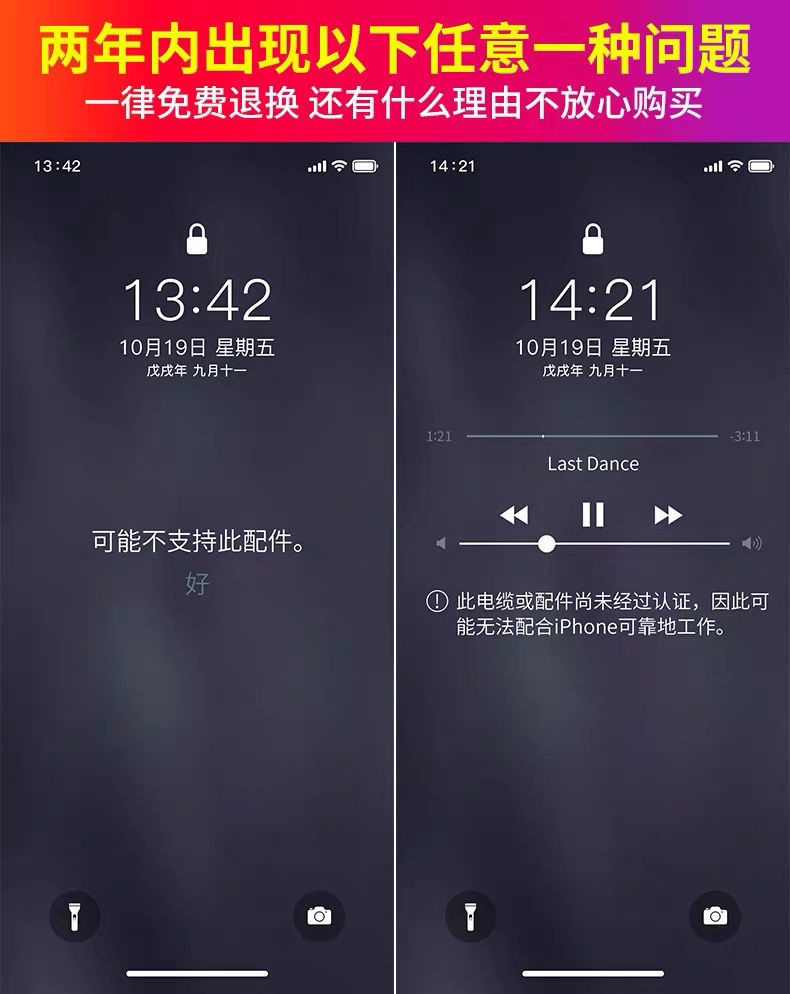 两年内出现以下任意一种问题
一律免费退换 还有什么理由不放心购买
13:42
13:42
10月19日 星期五
戊戌年 九月十一
可能不支持此配件。
好
14:21
14:21
10月19日 星期五
戊戌年 九月十一
1:21
-3:11
Last Dance
此电缆或配件尚未经过认证，因此可
能无法配合iPhone可靠地工作。